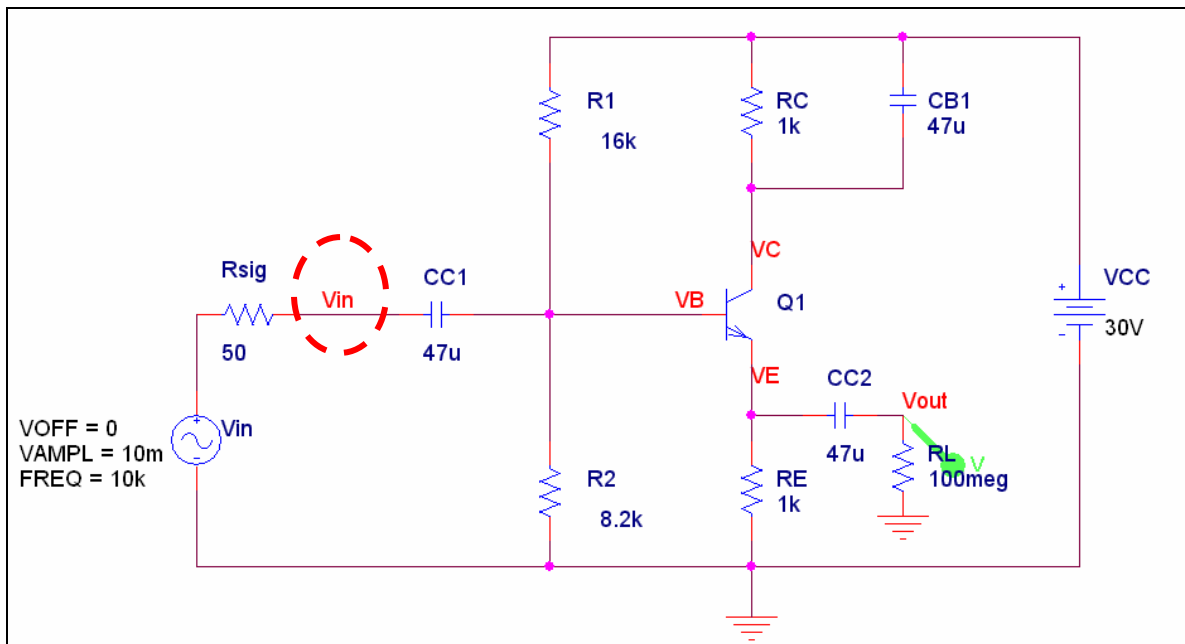 R1
16k
RC
1k
CB1
47u
VC
Rsig
Vin
CC1
50
47u
VB
Q1
VCC
+
-
30V
VE
CC2
Vout
47u
V
RL
100meg
VOFF = 0
VAMPL = 10m
FREQ = 10k
+
-
Vin
R2
8.2k
RE
1k